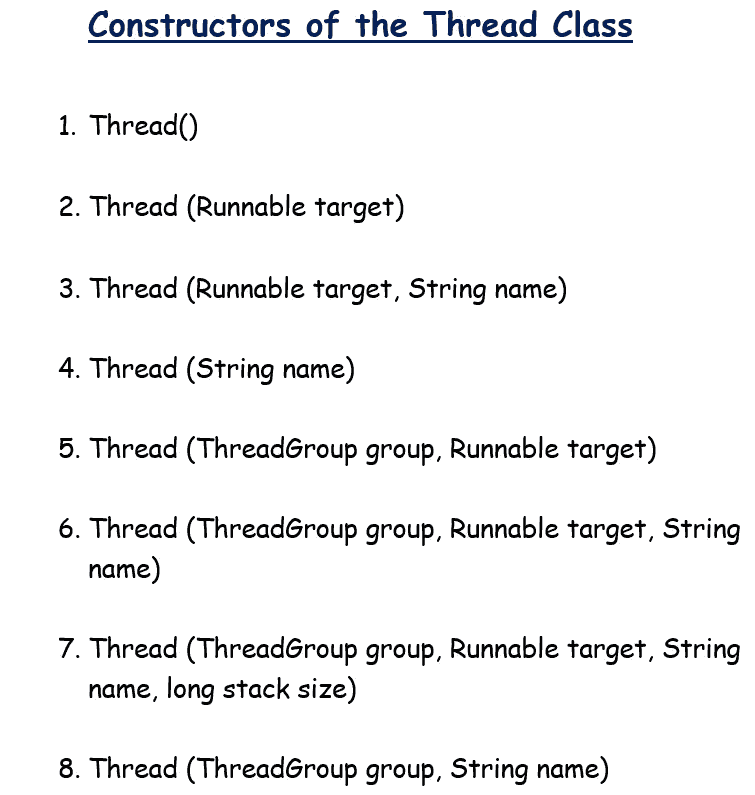 Constructors of the Thread Class
1. Thread()
2. Thread (Runnable target)
3. Thread (Runnable target, String name)
4. Thread (String name)
5. Thread (ThreadGroup group, Runnable target)
6. Thread (ThreadGroup group, Runnable target, String
name)
7. Thread (ThreadGroup group, Runnable target, String
name, long stack size)
8. Thread (ThreadGroup group, String name)